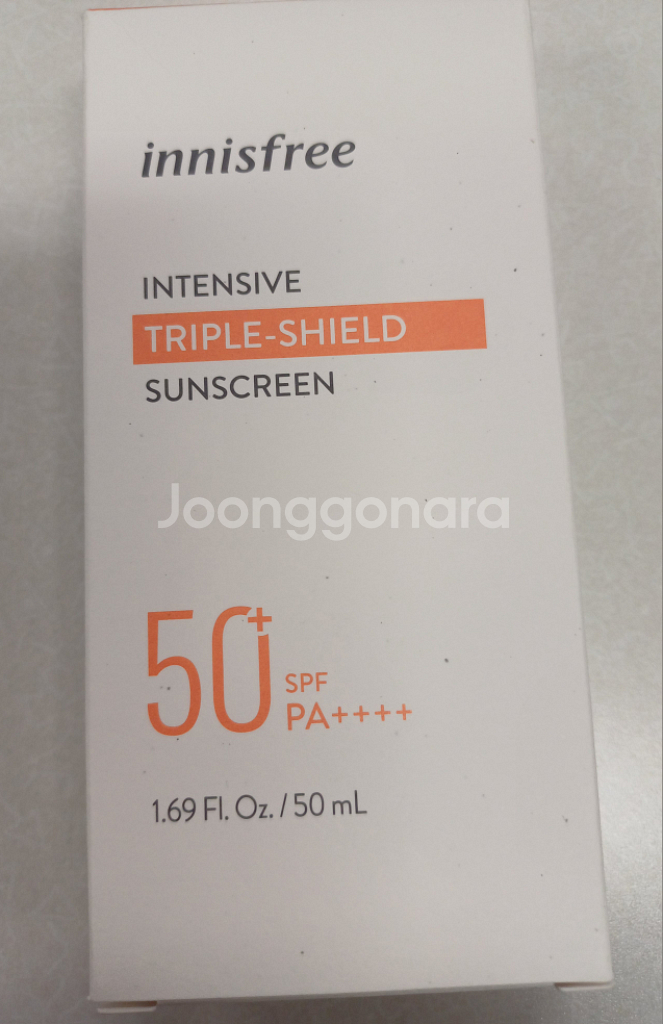 innisfree
INTENSIVE
TRIPLE-SHIELD
SUNSCREEN
Joonggonara
50+
SPF
PA++++
1.69 Fl. Oz. / 50 mL